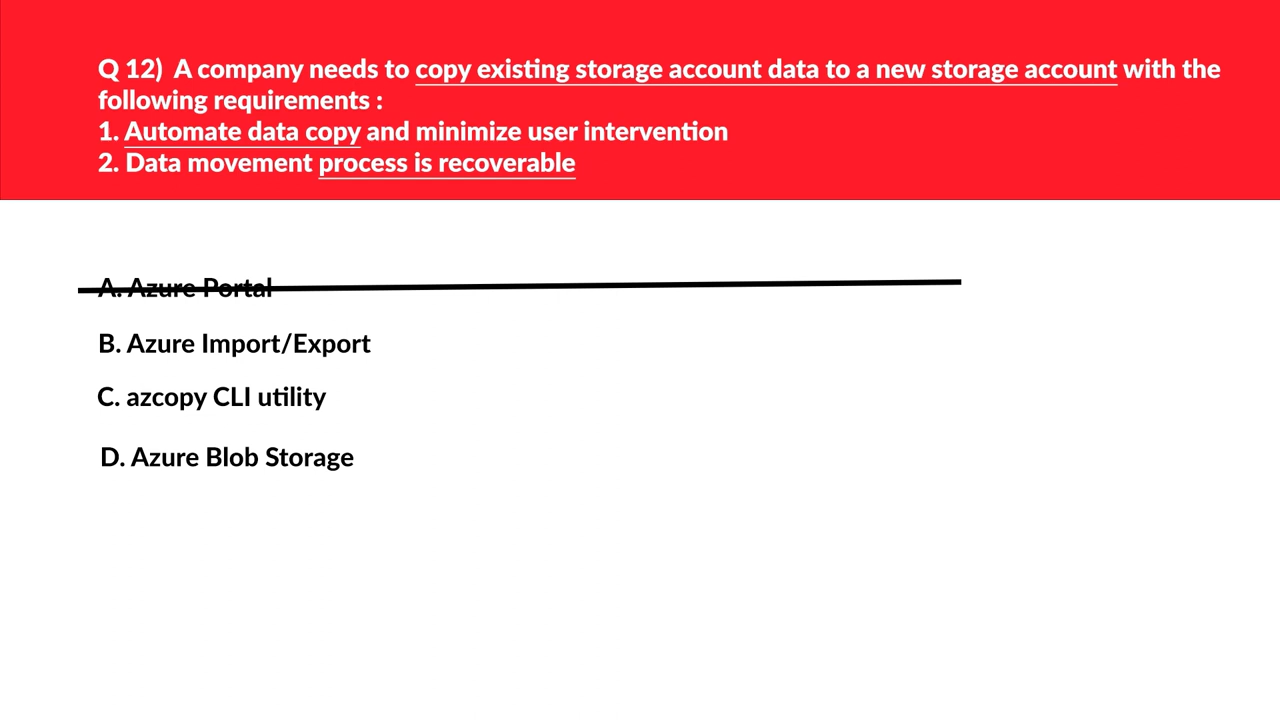 Q 12) A company needs to copy existing storage account data to a new storage account with the
following requirements :
1. Automate data copy and minimize user intervention
2. Data movement process is recoverable
A. Azure Portal
B. Azure Import/Export
C. azcopy CLI utility
D. Azure Blob Storage